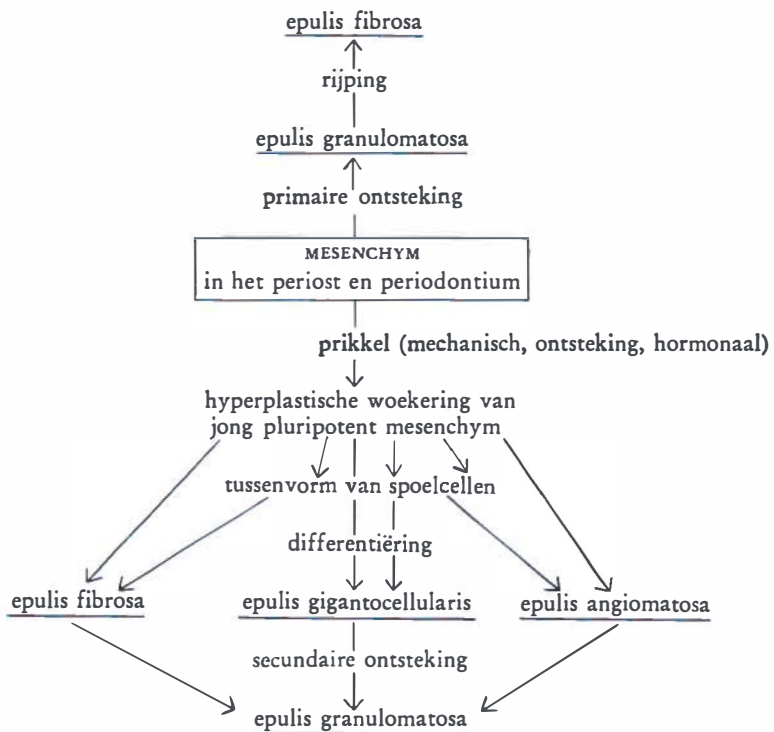 epulis fibrosa
rijping
epulis granulomatosa
primaire ontsteking
MESENCHYM
in het periost en periodontium
prikkel (mechanisch, ontsteking, hormonaal)
hyperplastische woekering van
jong pluripotent mesenchym
tussenvorm van spoelcellen
differentiëring
epulis fibrosa epulis gigantocellularis epulis angiomatosa
secundaire ontsteking
epulis granulomatosa